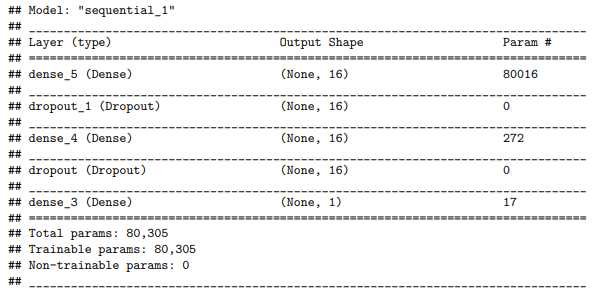 ## Model: "sequential_1"
## ________________________________________________________________________________
## Layer (type)                        Output Shape                    Param #
## ================================================================================
## dense_5 (Dense)                     (None, 16)                      80016
## ________________________________________________________________________________
## dropout_1 (Dropout)                 (None, 16)                      0
## ________________________________________________________________________________
## dense_4 (Dense)                     (None, 16)                      272
## ________________________________________________________________________________
## dropout (Dropout)                   (None, 16)                      0
## ________________________________________________________________________________
## dense_3 (Dense)                     (None, 1)                       17
## ================================================================================
## Total params: 80,305
## Trainable params: 80,305
## Non-trainable params: 0
## ________________________________________________________________________________